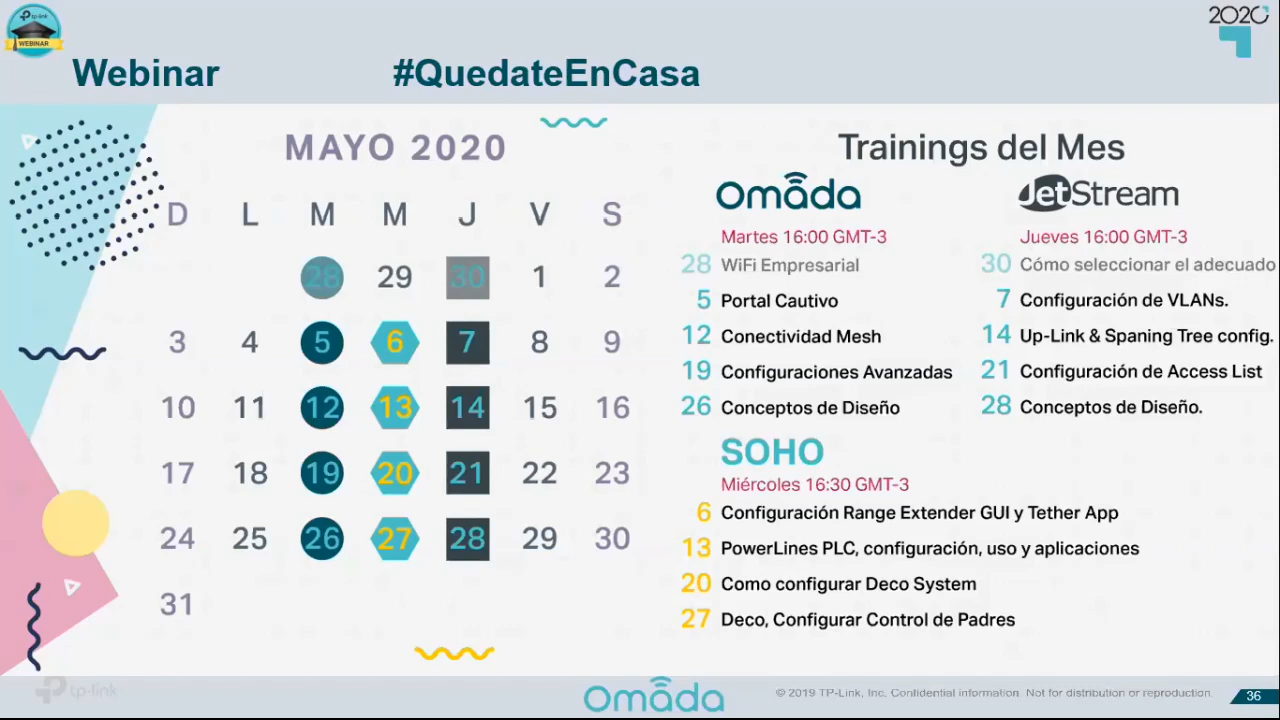 tp-link
WEBINAR
2020
Webinar #QuedateEnCasa
MAYO 2020
D L M M J V S
28 29 30 1 2
3 4 5 6 7 8 9
10 11 12 13 14 15 16
17 18 19 20 21 22 23
24 25 26 27 28 29 30
31
Trainings del Mes
omada
Martes 16:00 GMT-3
28 WiFi Empresarial
5 Portal Cautivo
12 Conectividad Mesh
19 Configuraciones Avanzadas
26 Conceptos de Diseño
JetStream
Jueves 16:00 GMT-3
30 Cómo seleccionar el adecuado
7 Configuración de VLANs.
14 Up-Link & Spaning Tree config.
21 Configuración de Access List
28 Conceptos de Diseño.
SOHO
Miércoles 16:30 GMT-3
6 Configuración Range Extender GUI y Tether App
13 PowerLines PLC, configuración, uso y aplicaciones
20 Como configurar Deco System
27 Deco, Configurar Control de Padres
tp-link
omada
© 2019 TP-Link, Inc. Confidential information. Not for distribution or reproduction.
36